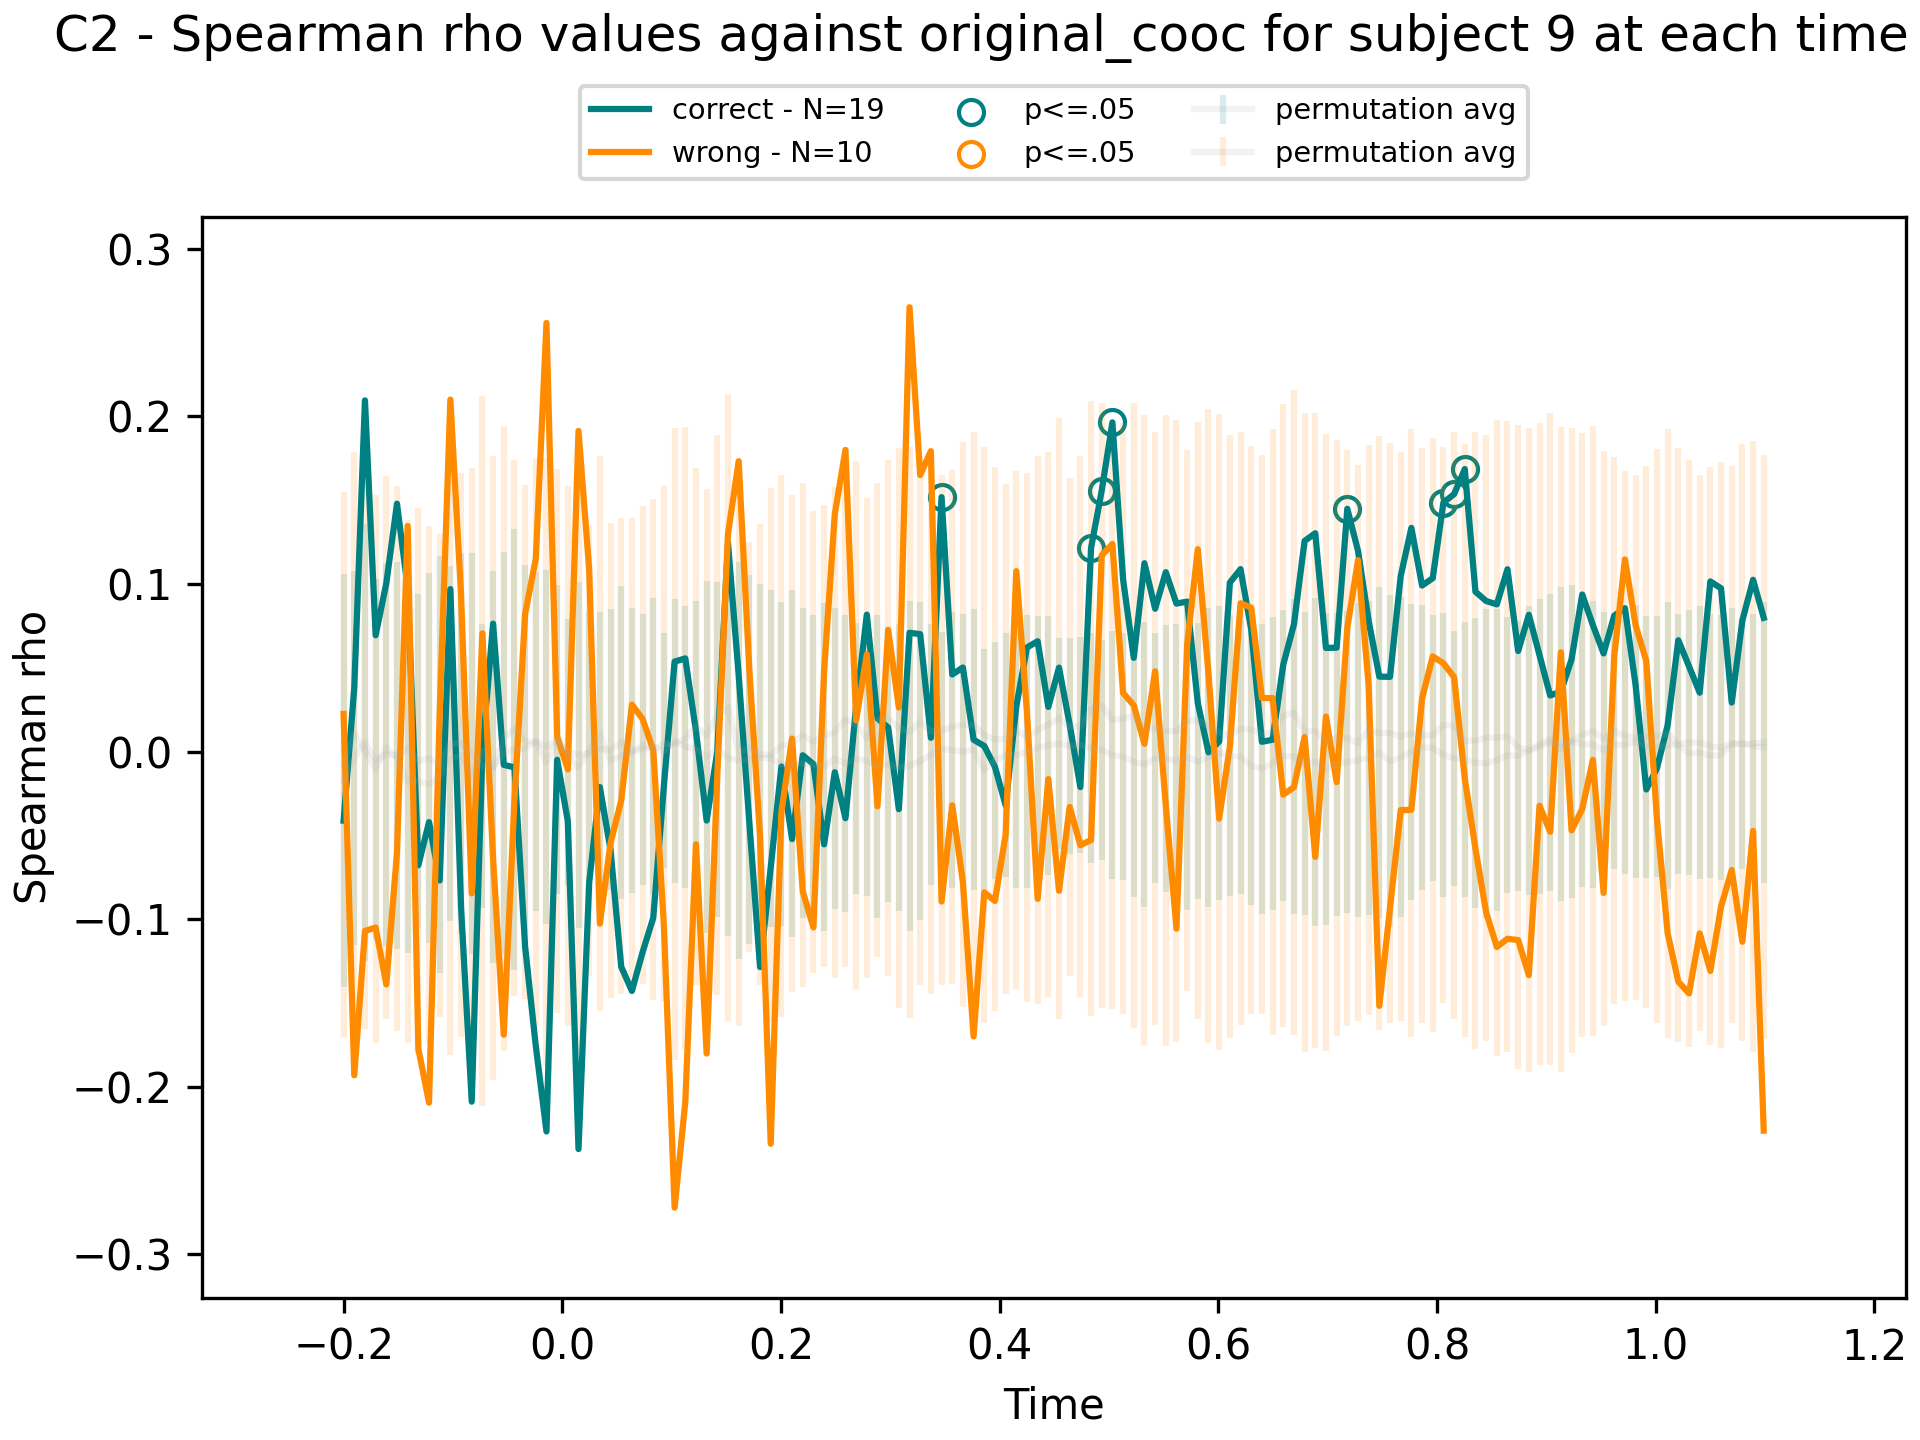 C2 - Spearman rho values against original_cooc for subject 9 at each time
correct - N=19
wrong - N=10
p<=.05
p<=.05
permutation avg
permutation avg
0.3
0.2
0.1
0.0
−0.1
−0.2
−0.3
Spearman rho
−0.2 0.0 0.2 0.4 0.6 0.8 1.0 1.2
Time